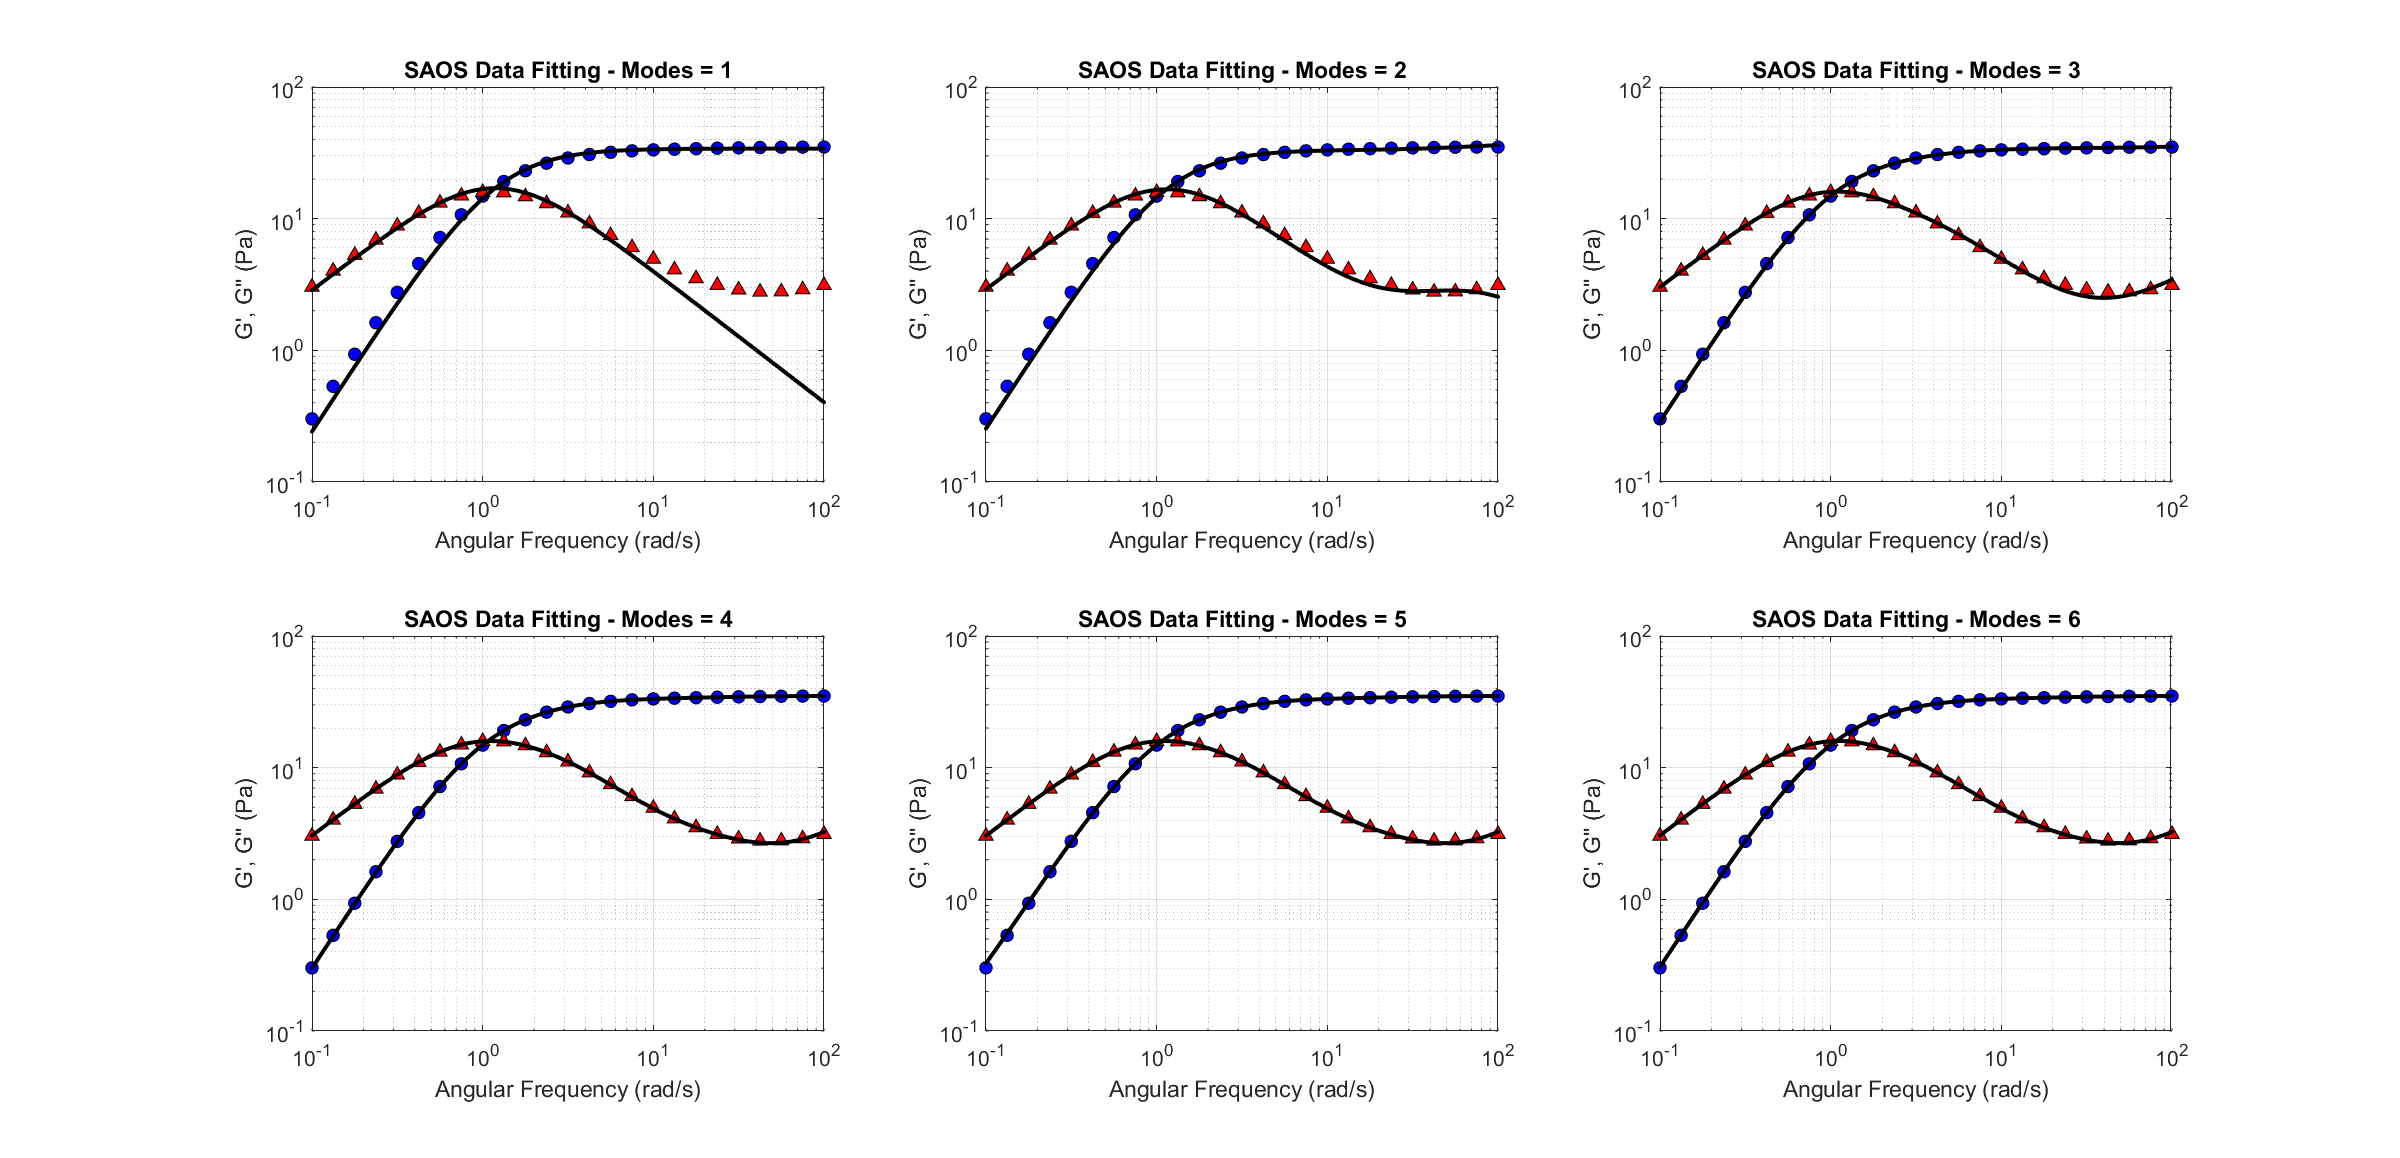 SAOS Data Fitting - Modes = 1
10^2
10^1
10^0
10^-1
G', G'' (Pa)
10^-1 10^0 10^1 10^2
Angular Frequency (rad/s)
SAOS Data Fitting - Modes = 2
10^2
10^1
10^0
10^-1
G', G'' (Pa)
10^-1 10^0 10^1 10^2
Angular Frequency (rad/s)
SAOS Data Fitting - Modes = 3
10^2
10^1
10^0
10^-1
G', G'' (Pa)
10^-1 10^0 10^1 10^2
Angular Frequency (rad/s)
SAOS Data Fitting - Modes = 4
10^2
10^1
10^0
10^-1
G', G'' (Pa)
10^-1 10^0 10^1 10^2
Angular Frequency (rad/s)
SAOS Data Fitting - Modes = 5
10^2
10^1
10^0
10^-1
G', G'' (Pa)
10^-1 10^0 10^1 10^2
Angular Frequency (rad/s)
SAOS Data Fitting - Modes = 6
10^2
10^1
10^0
10^-1
G', G'' (Pa)
10^-1 10^0 10^1 10^2
Angular Frequency (rad/s)